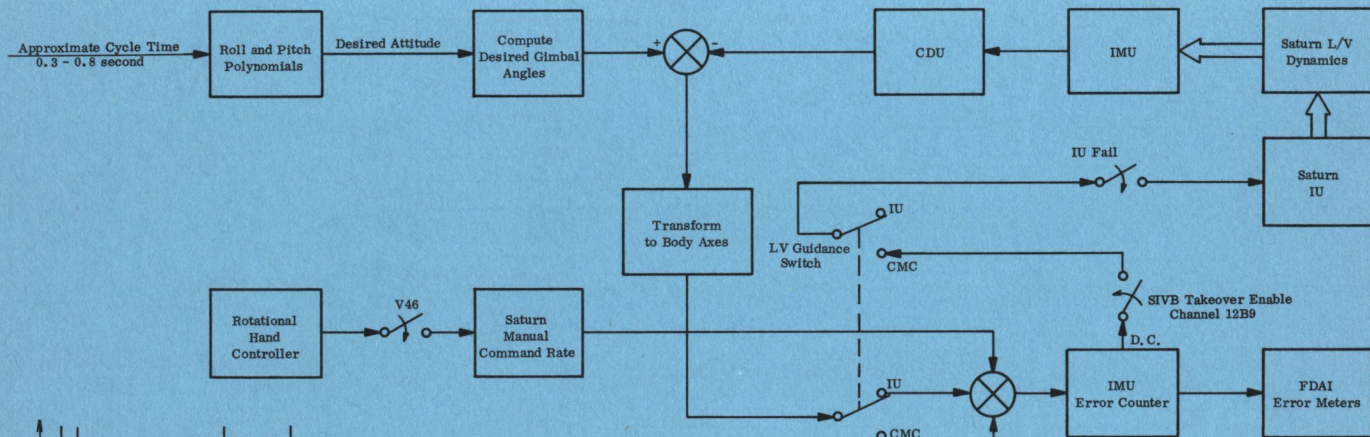 Approximate Cycle Time
0.3 - 0.8 second
Roll and Pitch
Polynomials
Desired Attitude
Compute
Desired Gimbal
Angles
+
-
CDU
IMU
Saturn L/V
Dynamics
IU Fail
Saturn
IU
Transform
to Body Axes
IU
LV Guidance
Switch
CMC
SIVB Takeover Enable
Channel 12B9
D.C.
Rotational
Hand
Controller
V46
Saturn
Manual
Command Rate
IU
CMC
IMU
Error Counter
FDAI
Error Meters